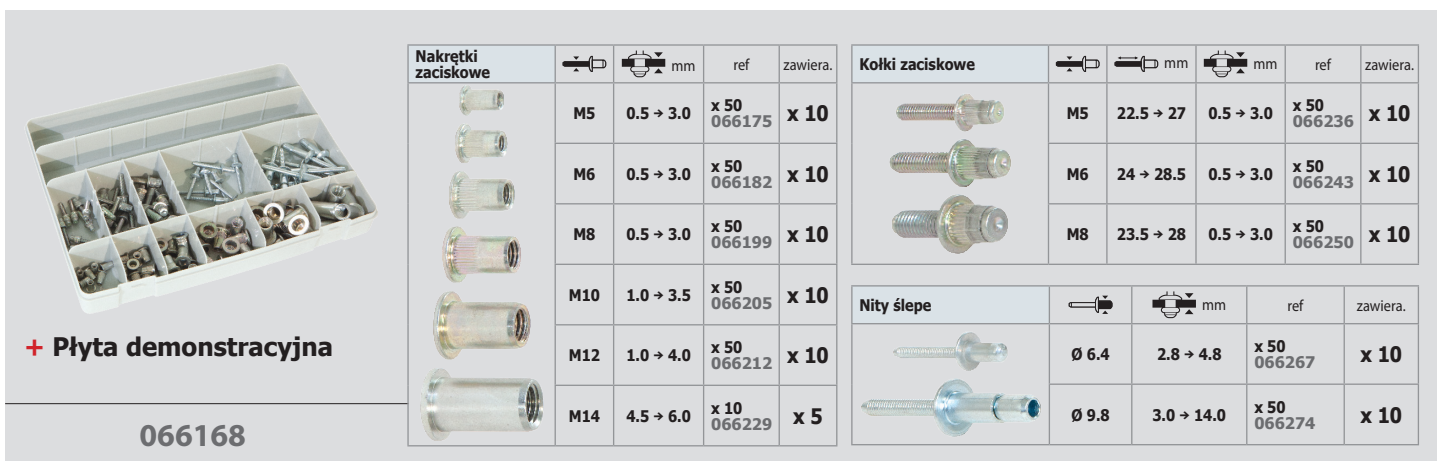 + Płyta demonstracyjna
066168
Nakrętki zaciskowe mm ref zawiera.
M5 0.5 → 3.0 x 50 066175 x 10
M6 0.5 → 3.0 x 50 066182 x 10
M8 0.5 → 3.0 x 50 066199 x 10
M10 1.0 → 3.5 x 50 066205 x 10
M12 1.0 → 4.0 x 50 066212 x 10
M14 4.5 → 6.0 x 10 066229 x 5
Kołki zaciskowe mm mm ref zawiera.
M5 22.5 → 27 0.5 → 3.0 x 50 066236 x 10
M6 24 → 28.5 0.5 → 3.0 x 50 066243 x 10
M8 23.5 → 28 0.5 → 3.0 x 50 066250 x 10
Nity ślepe mm ref zawiera.
Ø 6.4 2.8 → 4.8 x 50 066267 x 10
Ø 9.8 3.0 → 14.0 x 50 066274 x 10